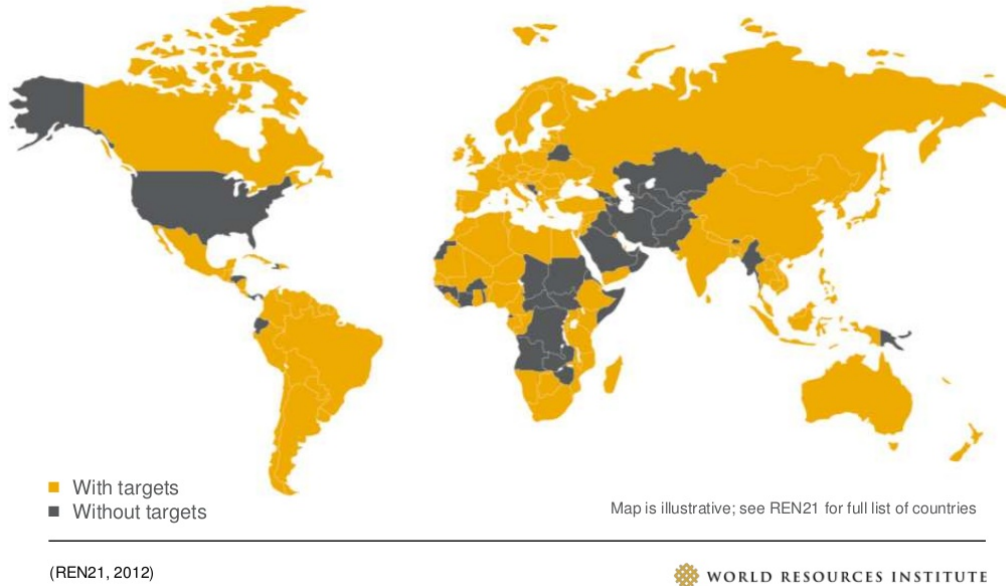 With targets
Without targets
Map is illustrative; see REN21 for full list of countries
(REN21, 2012)
WORLD RESOURCES INSTITUTE